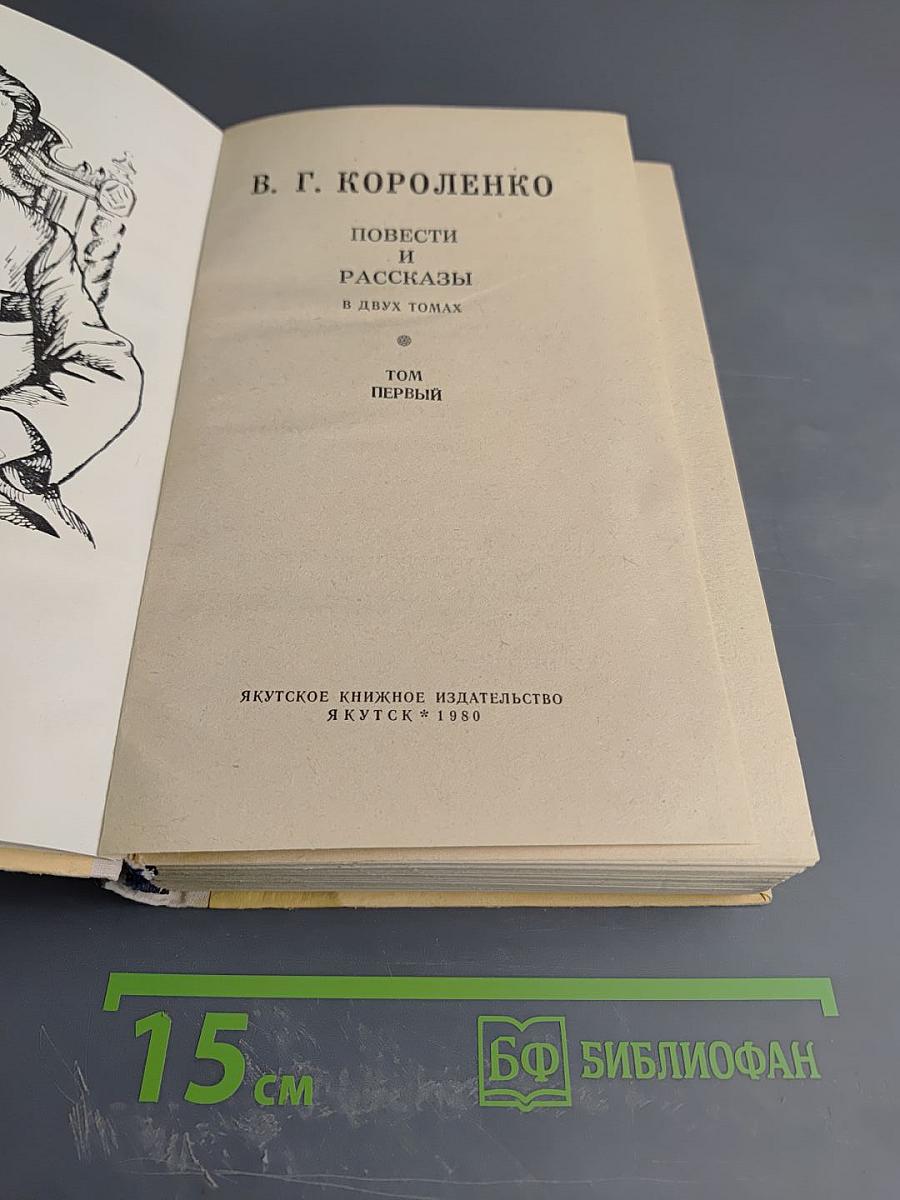 В. Г. КОРОЛЕНКО
ПОВЕСТИ
И
РАССКАЗЫ
В ДВУХ ТОМАХ
ТОМ
ПЕРВЫЙ
ЯКУТСКОЕ КНИЖНОЕ ИЗДАТЕЛЬСТВО
ЯКУТСК * 1980
15 см
БФ БИБЛИОФАН